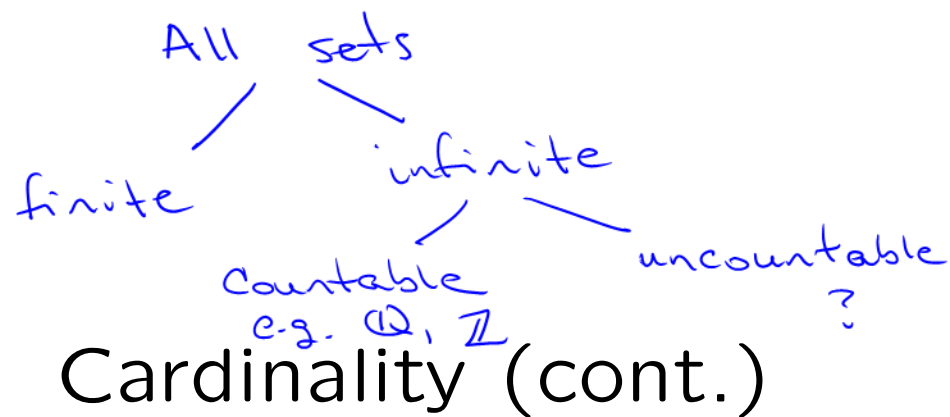 All sets
finite
infinite
Countable
e.g. ℚ, ℤ
uncountable
?
Cardinality (cont.)